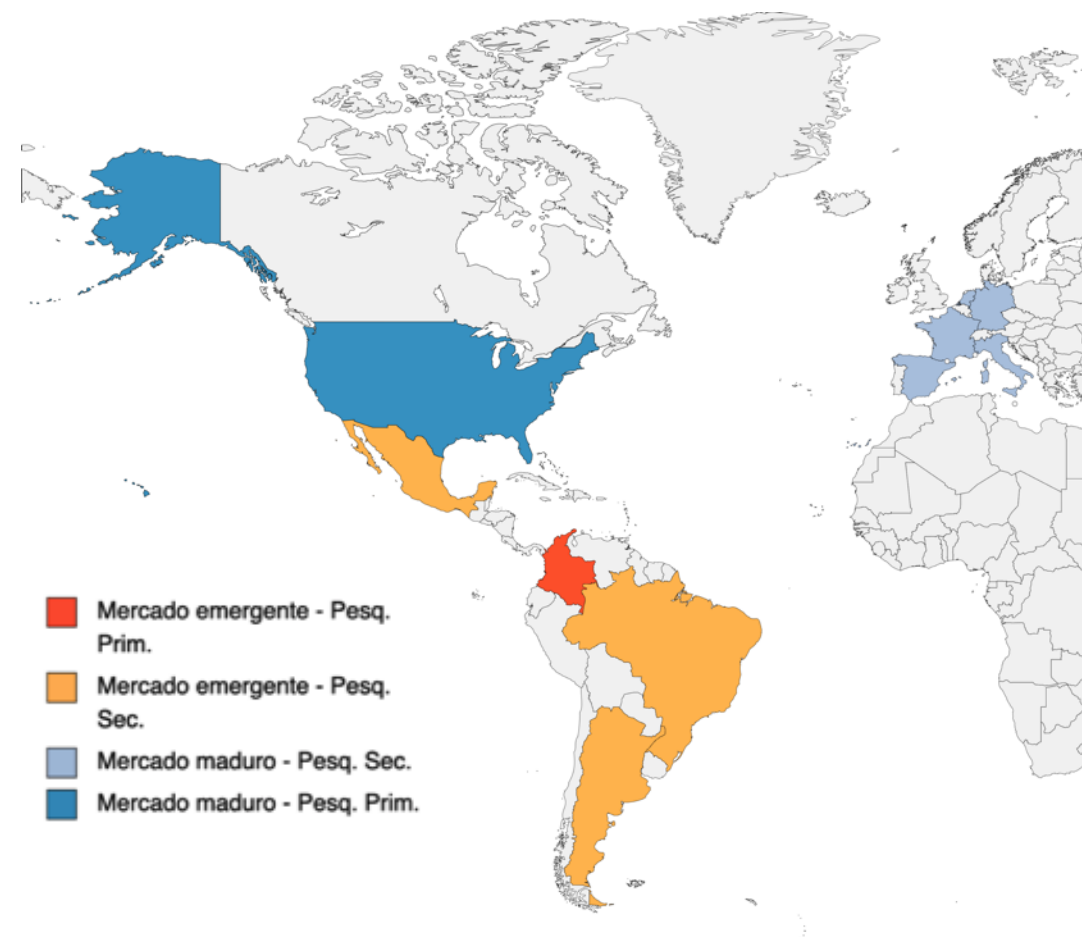 Mercado emergente - Pesq.
Prim.
Mercado emergente - Pesq.
Sec.
Mercado maduro - Pesq. Sec.
Mercado maduro - Pesq. Prim.